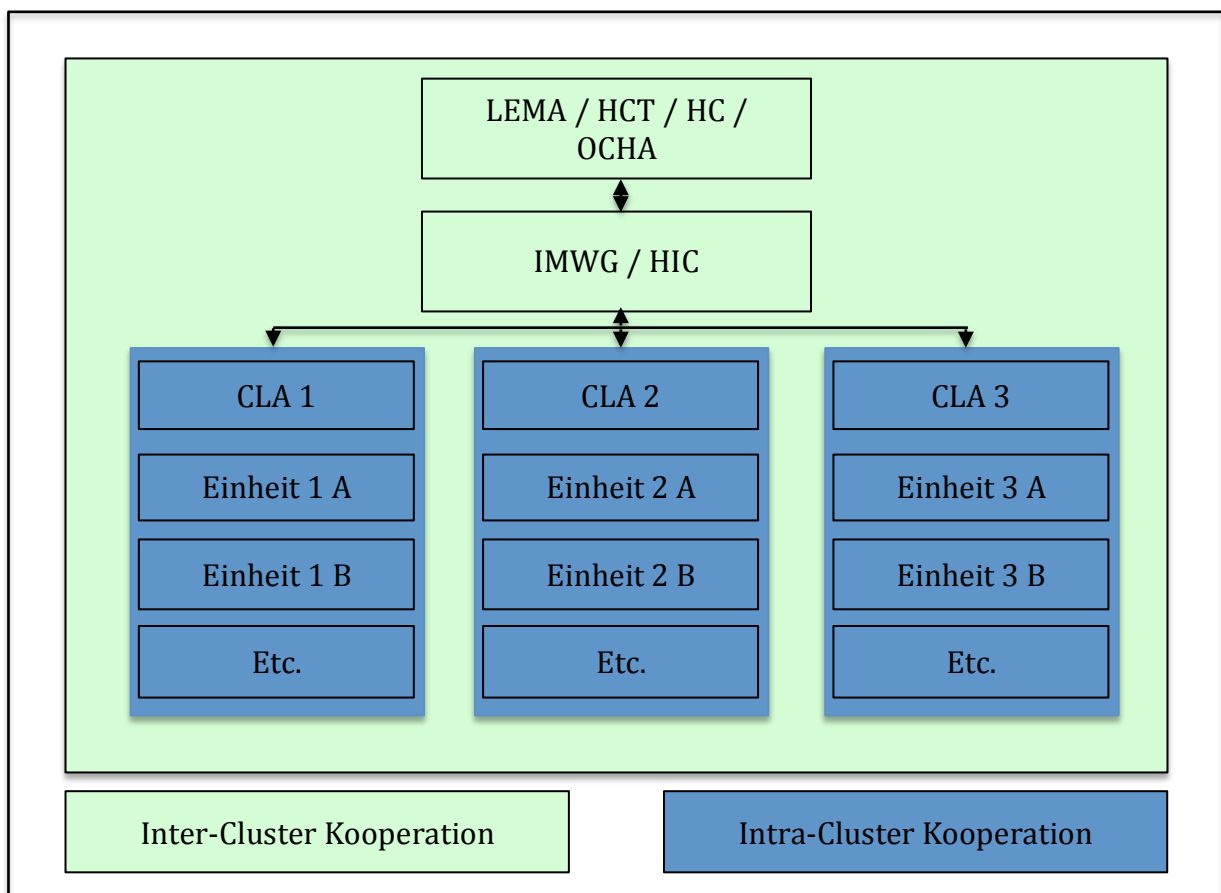 LEMA / HCT / HC /
OCHA
IMWG / HIC
CLA 1
CLA 2
CLA 3
Einheit 1 A
Einheit 2 A
Einheit 3 A
Einheit 1 B
Einheit 2 B
Einheit 3 B
Etc.
Etc.
Etc.
Inter-Cluster Kooperation
Intra-Cluster Kooperation